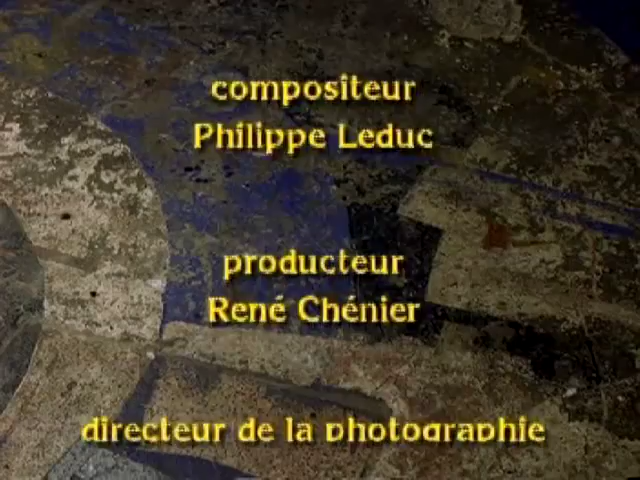 compositeur
Philippe Leduc
producteur
René Chénier
directeur de la photographie